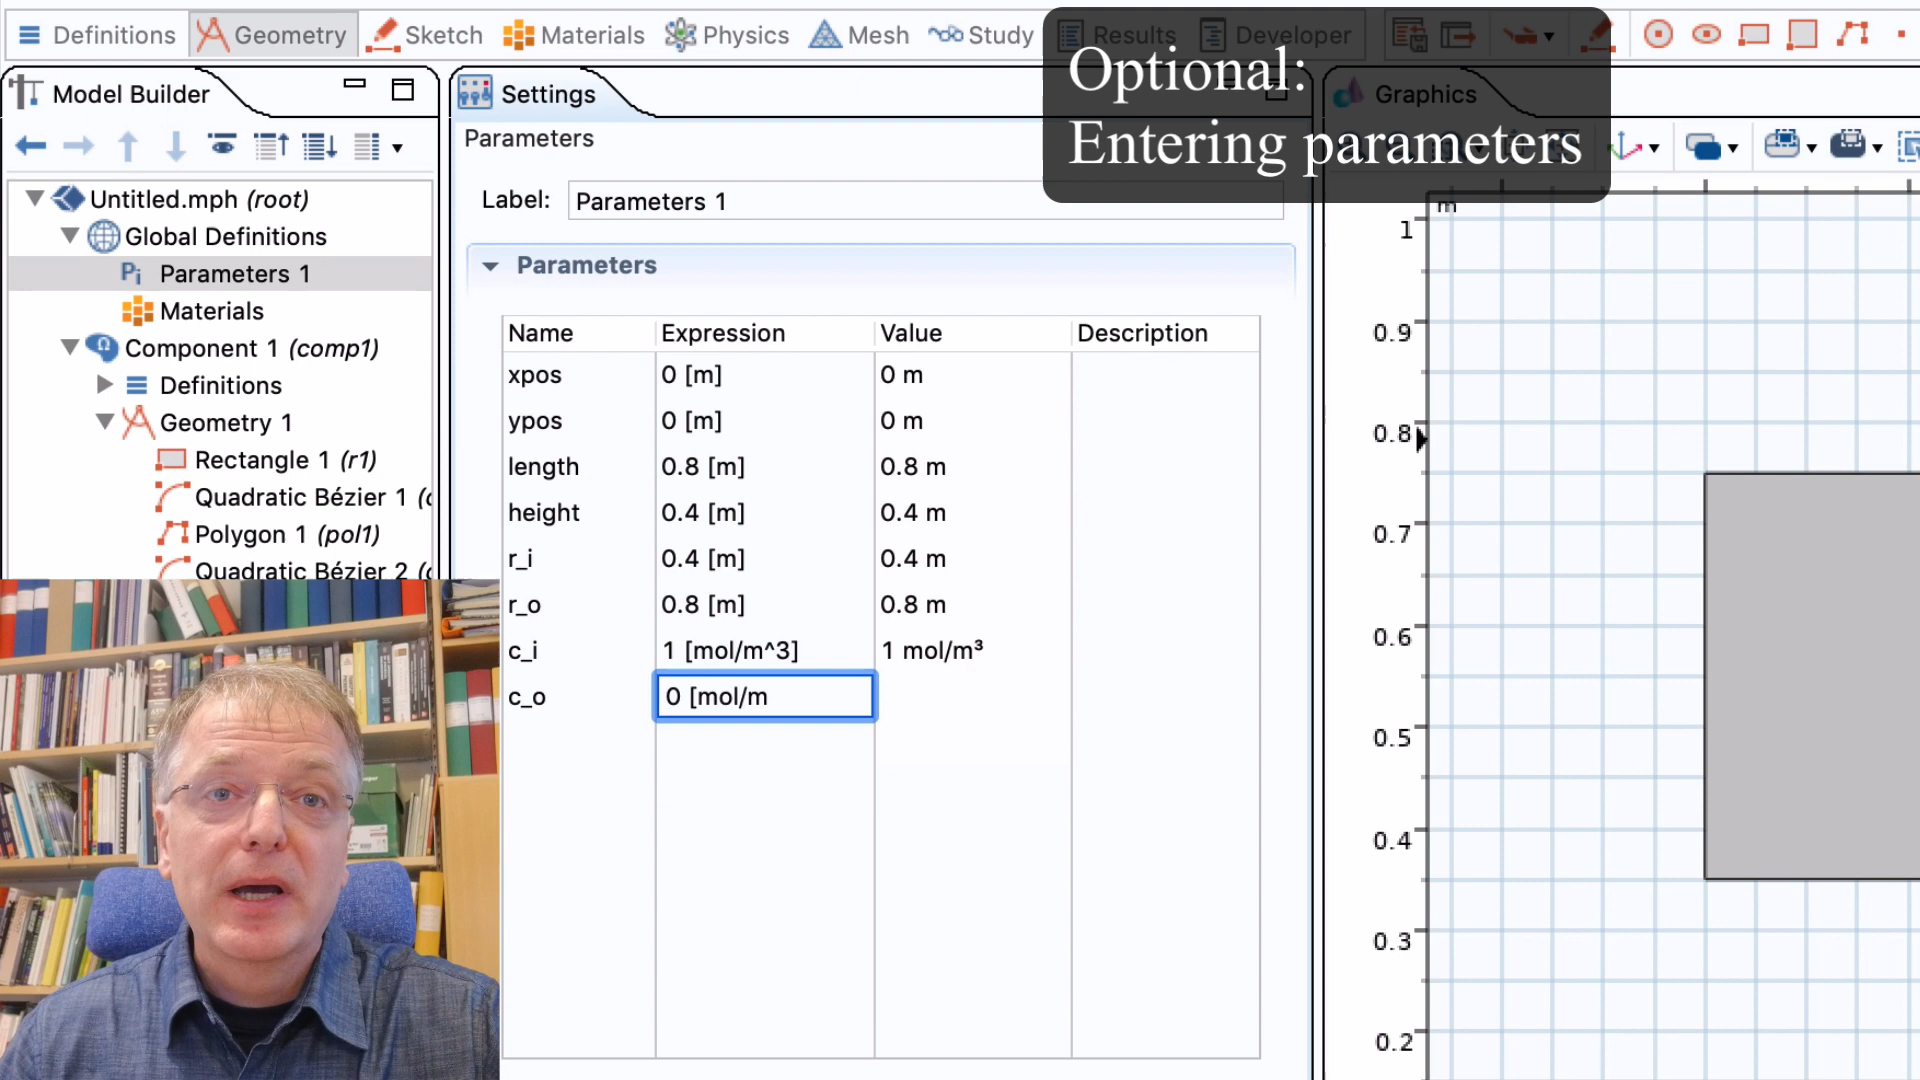 Definitions Geometry Sketch Materials Physics Mesh Study Results Developer
Optional:
Entering parameters
Model Builder
Settings
Graphics
Parameters
Label: Parameters 1
Untitled.mph (root)
Global Definitions
Pi Parameters 1
Materials
Component 1 (comp1)
Definitions
Geometry 1
Rectangle 1 (r1)
Quadratic Bézier 1 (c
Polygon 1 (pol1)
Quadratic Bézier 2 (c
Parameters
Name Expression Value Description
xpos 0 [m] 0 m
ypos 0 [m] 0 m
length 0.8 [m] 0.8 m
height 0.4 [m] 0.4 m
r_i 0.4 [m] 0.4 m
r_o 0.8 [m] 0.8 m
c_i 1 [mol/m^3] 1 mol/m³
c_o 0 [mol/m
m
1
0.9
0.8
0.7
0.6
0.5
0.4
0.3
0.2